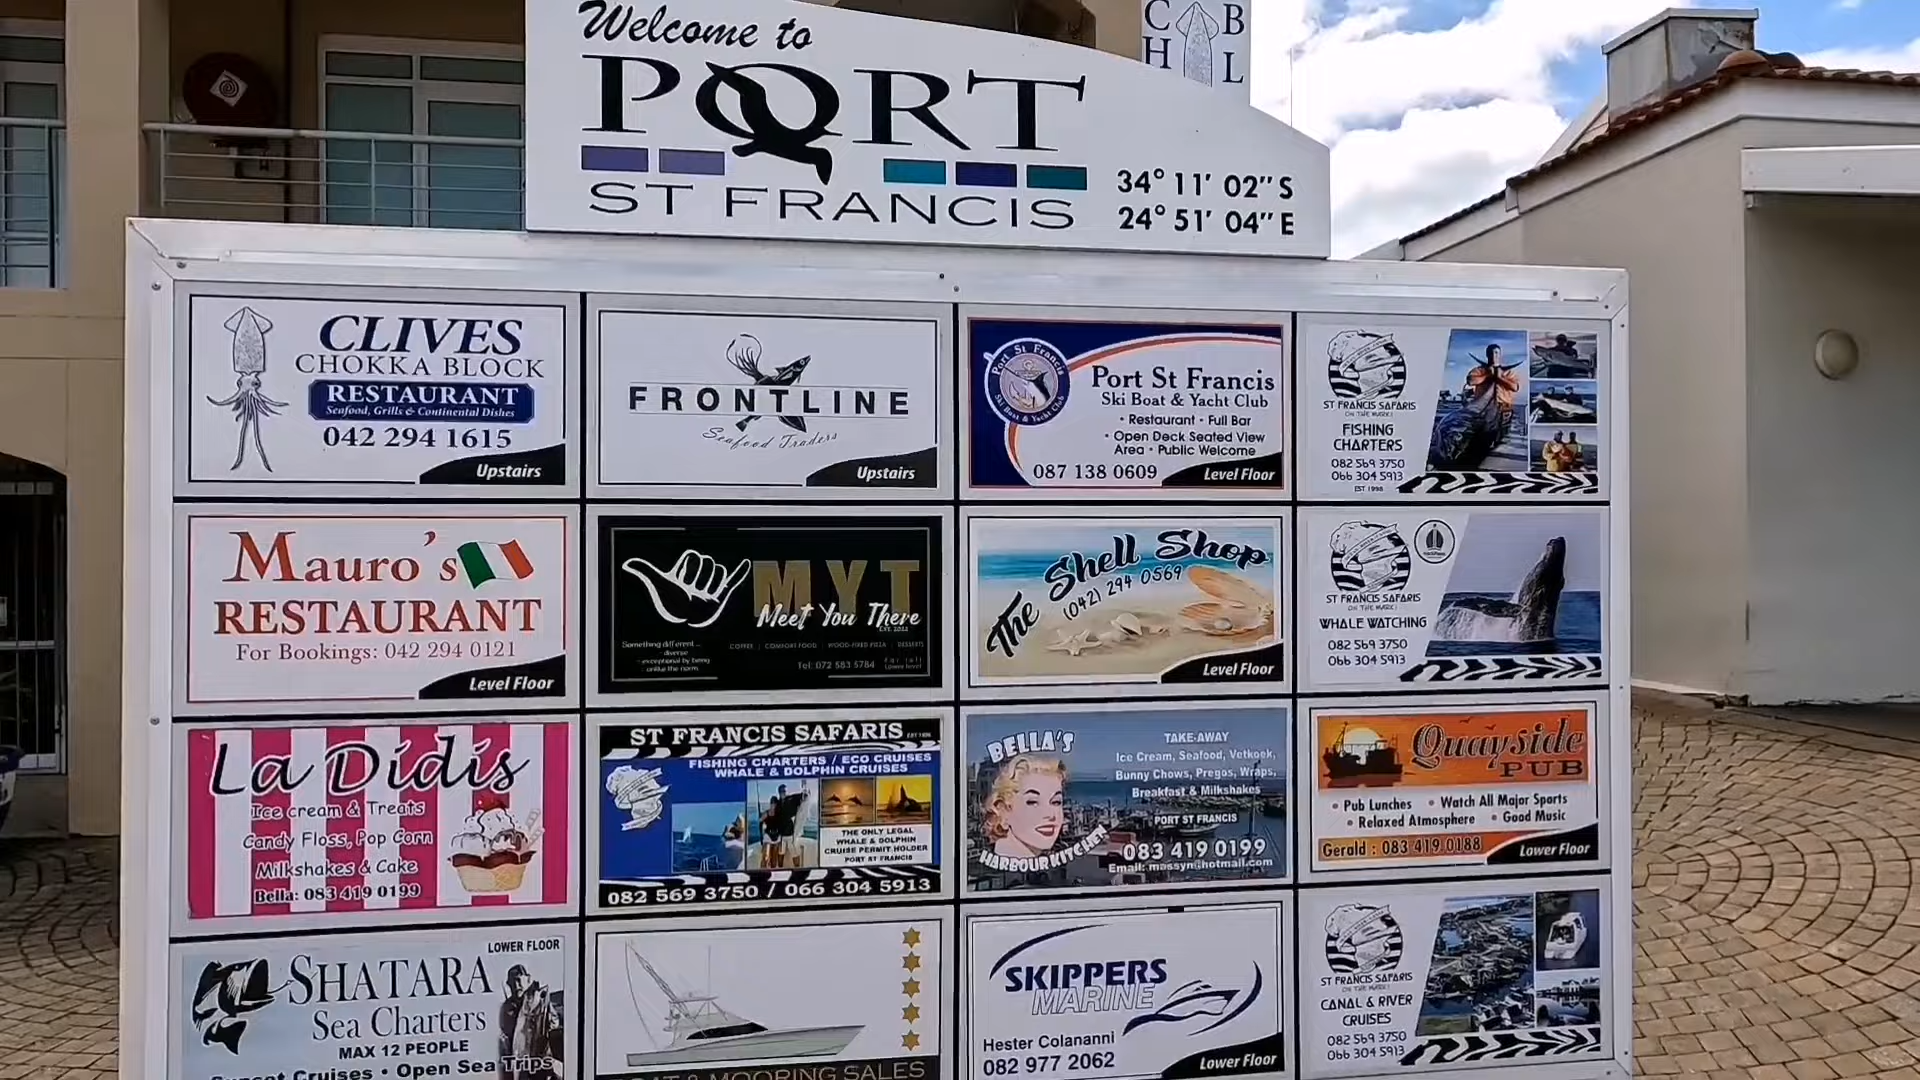 Welcome to
PORT
ST FRANCIS
34° 11' 02" S
24° 51' 04" E
C B
H L
CLIVES
CHOKKA BLOCK
RESTAURANT
Seafood, Grills & Continental Dishes
042 294 1615
Upstairs
FRONTLINE
Seafood Traders
Upstairs
Port St Francis
Ski Boat & Yacht Club
Port St Francis
Ski Boat & Yacht Club
• Restaurant • Full Bar
• Open Deck Seated View
Area • Public Welcome
087 138 0609
Level Floor
ST FRANCIS SAFARIS
ON THE MARK!
FISHING
CHARTERS
082 569 3750
066 304 5913
EST 1998
Mauro's
RESTAURANT
For Bookings: 042 294 0121
Level Floor
MYT
Meet You There
EST. 2022
Something different...
diverse
- exceptional by being
unlike the norm.
COFFEE | COMFORT FOOD | WOOD-FIRED PIZZA | DESSERTS
Tel: 072 583 5784
The Shell Shop
(042) 294 0569
Level Floor
ST FRANCIS SAFARIS
ON THE MARK!
WHALE WATCHING
082 569 3750
066 304 5913
La Didis
Ice cream & Treats
Candy Floss, Pop Corn
Milkshakes & Cake
Bella: 083 419 0199
ST FRANCIS SAFARIS
FISHING CHARTERS / ECO CRUISES
WHALE & DOLPHIN CRUISES
THE ONLY LEGAL
WHALE & DOLPHIN
CRUISE PERMIT HOLDER
PORT ST FRANCIS
082 569 3750 / 066 304 5913
BELLA'S
HARBOUR KITCHEN
TAKE-AWAY
Ice Cream, Seafood, Vetkoek,
Bunny Chows, Pregos, Wraps,
Breakfast & Milkshakes
PORT ST FRANCIS
083 419 0199
Email: massyn@hotmail.com
Quayside
PUB
• Pub Lunches • Watch All Major Sports
• Relaxed Atmosphere • Good Music
Gerald : 083 419 0188
Lower Floor
LOWER FLOOR
SHATARA
Sea Charters
MAX 12 PEOPLE
Sunset Cruises • Open Sea Trips
BOAT & MOORING SALES
SKIPPERS
MARINE
Hester Colananni
082 977 2062
Lower Floor
ST FRANCIS SAFARIS
ON THE MARK!
CANAL & RIVER
CRUISES
082 569 3750
066 304 5913